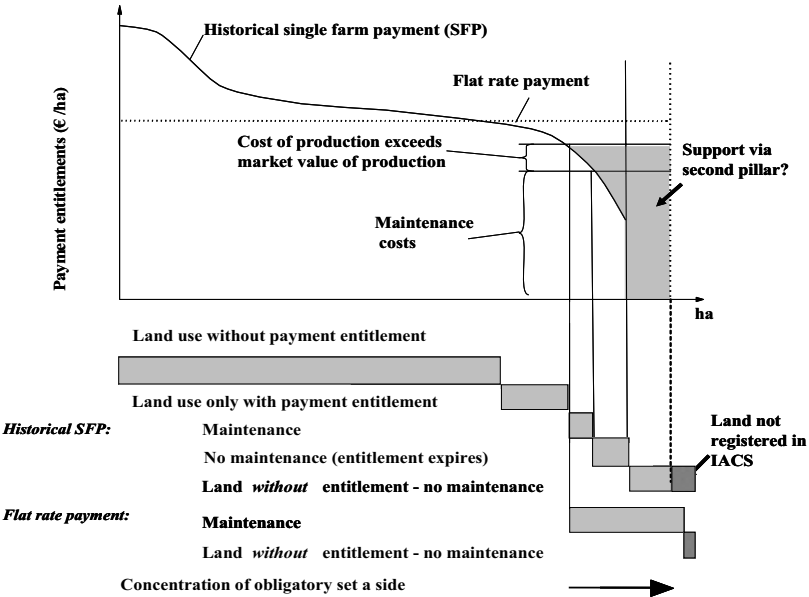 Historical single farm payment (SFP)
Flat rate payment
Payment entitlements (€ /ha)
Cost of production exceeds
market value of production
Support via
second pillar?
Maintenance
costs
ha
Land use without payment entitlement
Land use only with payment entitlement
Historical SFP:
Maintenance
No maintenance (entitlement expires)
Land without entitlement - no maintenance
Land not
registered in
IACS
Flat rate payment:
Maintenance
Land without entitlement - no maintenance
Concentration of obligatory set a side